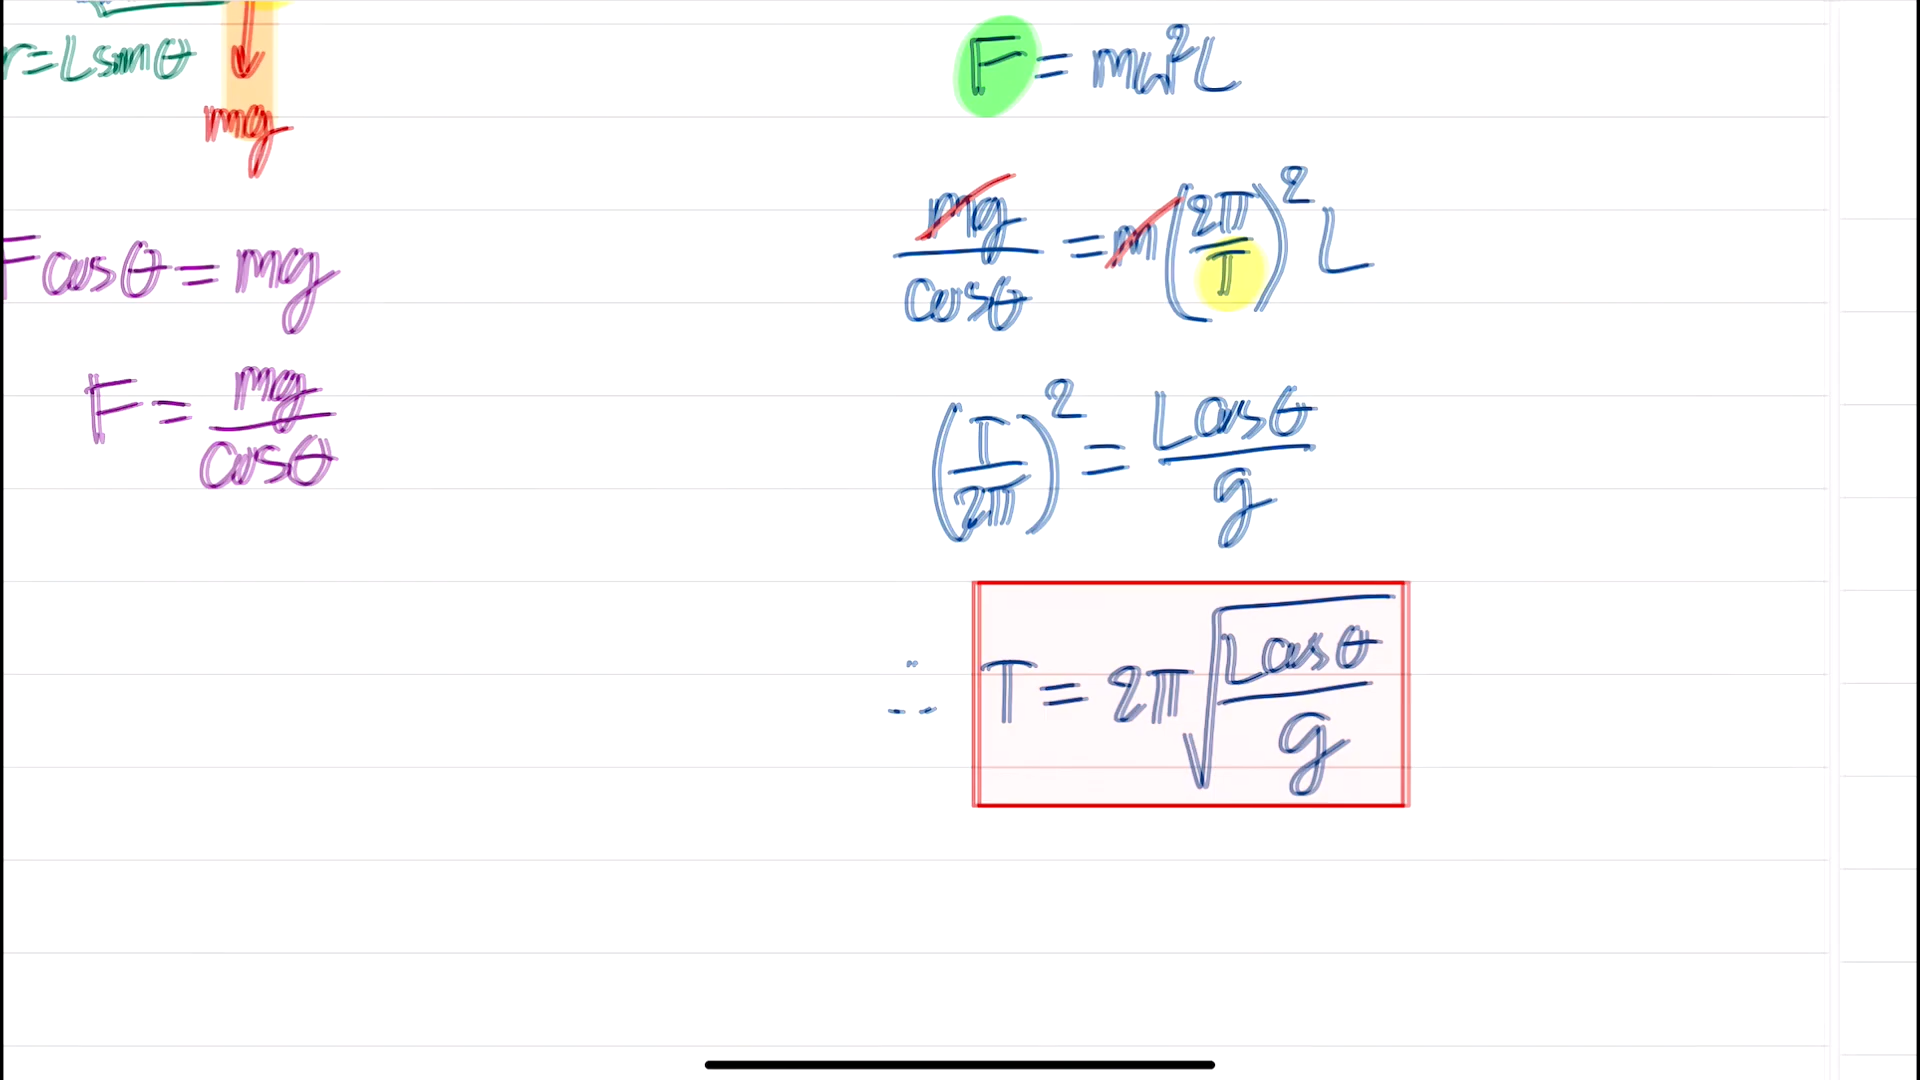 r=Lsinθ
mg
Fcosθ=mg
F=mg/cosθ
F=mω²L
mg/cosθ=m(2π/T)²L
(T/2π)²=Lcosθ/g
∴ T=2π√(Lcosθ/g)